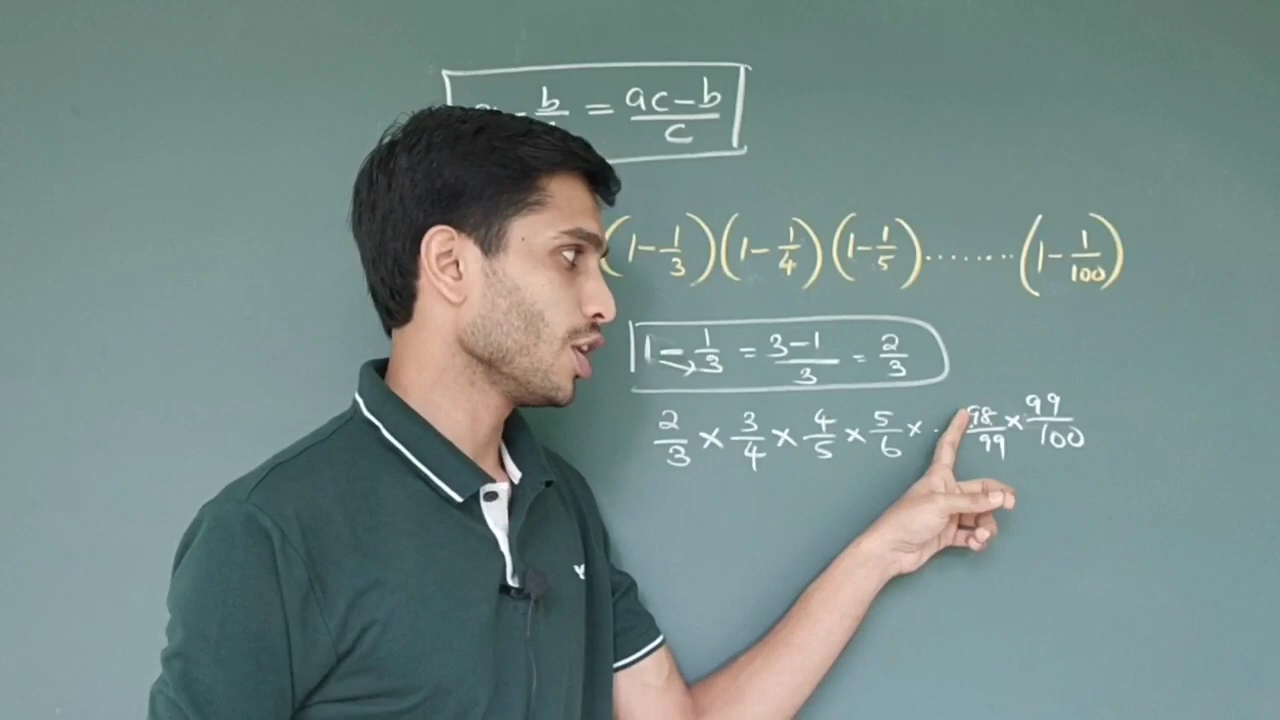 - b/ = ac-b/c
(1-1/3)(1-1/4)(1-1/5)........(1-1/100)
1-1/3 = 3-1/3 = 2/3
2/3 × 3/4 × 4/5 × 5/6 × .. 98/99 × 99/100